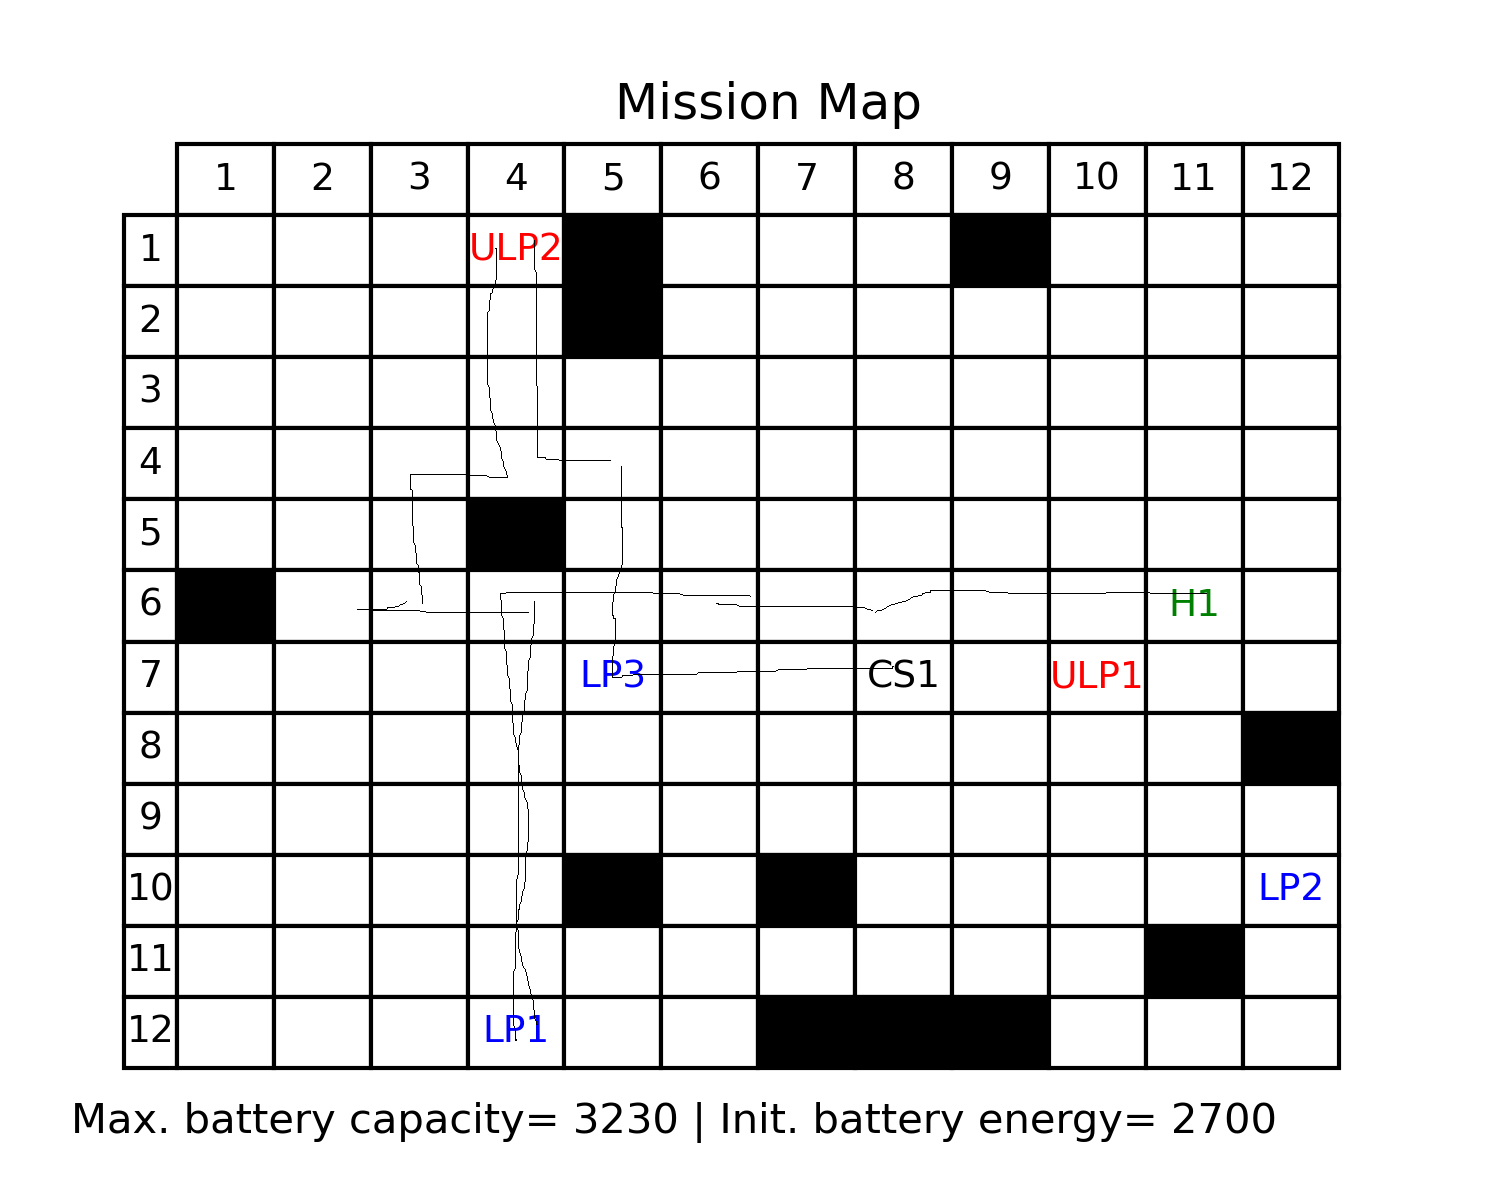 Mission Map
1 2 3 4 5 6 7 8 9 10 11 12
1 ULP2
2
3
4
5
6 H1
7 LP3 CS1 ULP1
8
9
10 LP2
11
12 LP1
Max. battery capacity= 3230 | Init. battery energy= 2700